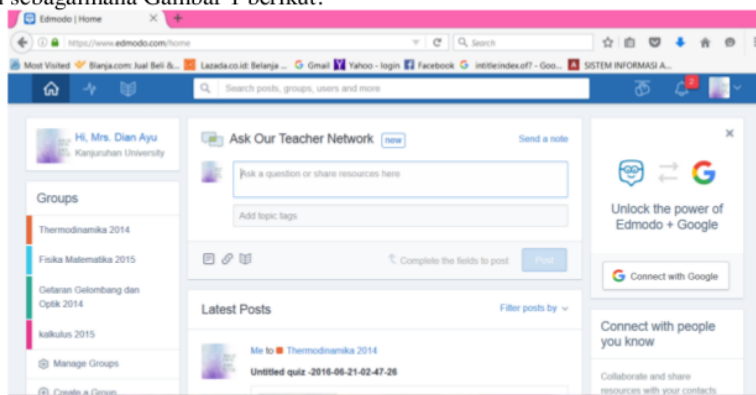 sebagaimana Gambar 1 berikut:
Edmodo | Home
https://www.edmodo.com/home
Search
Most Visited Blanja.com: Jual Beli &... Lazada.co.id: Belanja ... Gmail Yahoo - login Facebook intitle:index.of? - Goo... SISTEM INFORMASI A...
Search posts, groups, users and more
2
Hi, Mrs. Dian Ayu
Kanjuruhan University
Groups
Thermodinamika 2014
Fisika Matematika 2015
Getaran Gelombang dan
Optik 2014
kalkulus 2015
Manage Groups
Create a Group
Ask Our Teacher Network new
Send a note
Ask a question or share resources here
Add topic tags
Complete the fields to post
Post
Latest Posts
Filter posts by
Me to Thermodinamika 2014
Untitled quiz -2016-06-21-02-47-26
Unlock the power of
Edmodo + Google
Connect with Google
Connect with people
you know
Collaborate and share
resources with your contacts